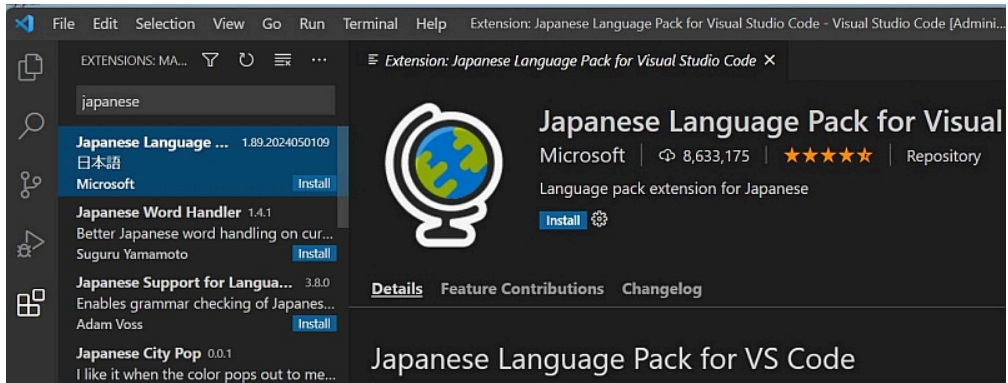 File Edit Selection View Go Run Terminal Help Extension: Japanese Language Pack for Visual Studio Code - Visual Studio Code [Admini...
EXTENSIONS: MA... ...
japanese
Japanese Language ... 1.89.2024050109
日本語
Microsoft Install
Japanese Word Handler 1.4.1
Better Japanese word handling on cur...
Suguru Yamamoto Install
Japanese Support for Langua... 3.8.0
Enables grammar checking of Japanes...
Adam Voss Install
Japanese City Pop 0.0.1
I like it when the color pops out to me...
Extension: Japanese Language Pack for Visual Studio Code
Japanese Language Pack for Visual
Microsoft 8,633,175 Repository
Language pack extension for Japanese
Install
Details Feature Contributions Changelog
Japanese Language Pack for VS Code